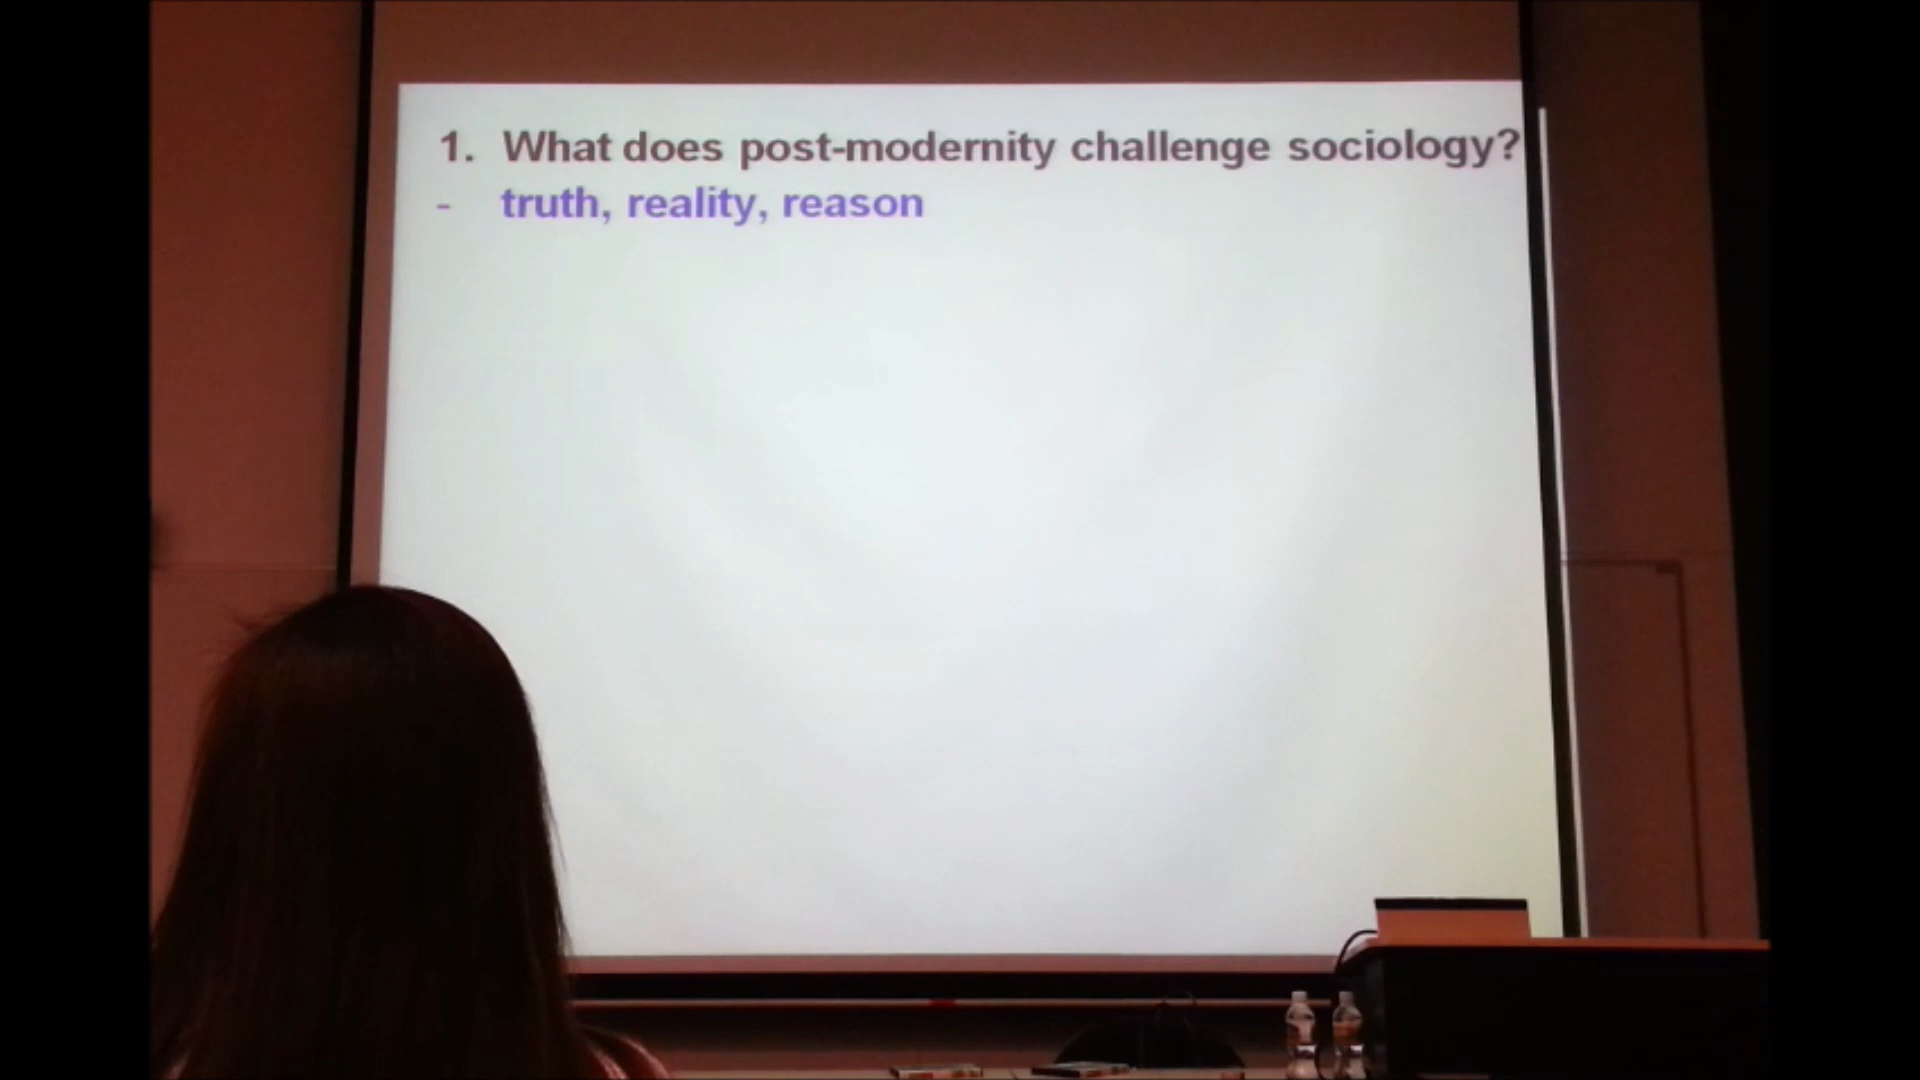 1. What does post-modernity challenge sociology?
- truth, reality, reason